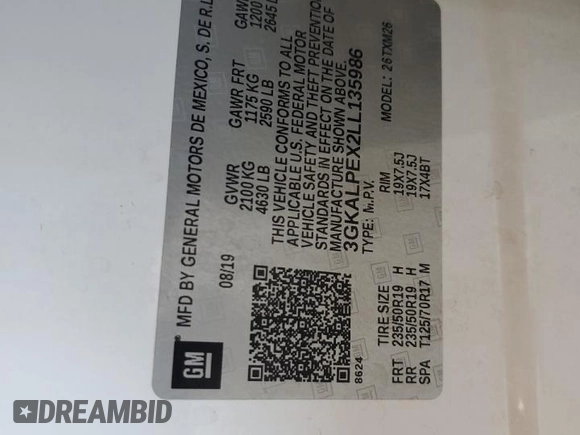 GM
MFD BY GENERAL MOTORS DE MEXICO, S. DE R.L.
08/19
GVWR GAWR FRT GAW
2100 KG 1175 KG 1200
4630 LB 2590 LB 2645 L
THIS VEHICLE CONFORMS TO ALL
APPLICABLE U.S. FEDERAL MOTOR
VEHICLE SAFETY AND THEFT PREVENTION
STANDARDS IN EFFECT ON THE DATE OF
MANUFACTURE SHOWN ABOVE.
3GKALPEX2LL135986
TYPE: M.P.V. MODEL: 26TXM26
8624
TIRE SIZE RIM
FRT 235/50R19 H 19X7.5J
RR 235/50R19 H 19X7.5J
SPA T125/70R17 M 17X4BT
DREAMBID